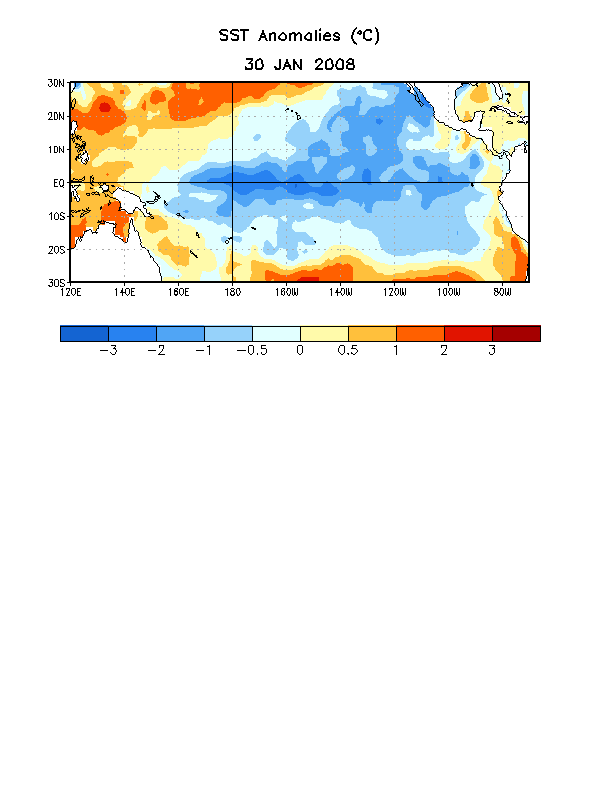 SST Anomalies (°C)
30 JAN 2008
30N
20N
10N
EQ
10S
20S
30S
120E 140E 160E 180 160W 140W 120W 100W 80W
-3 -2 -1 -0.5 0 0.5 1 2 3